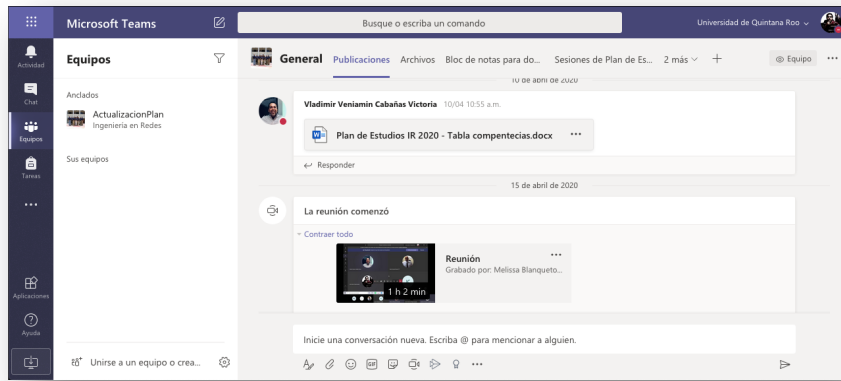 Microsoft Teams
Busque o escriba un comando
Universidad de Quintana Roo
Actividad
Chat
Equipos
Tareas
Aplicaciones
Ayuda
Equipos
Anclados
ActualizacionPlan
Ingeniería en Redes
Sus equipos
Unirse a un equipo o crea...
General Publicaciones Archivos Bloc de notas para do... Sesiones de Plan de Es... 2 más
Equipo
10 de abril de 2020
Vladimir Veniamin Cabañas Victoria 10/04 10:55 a.m.
Plan de Estudios IR 2020 - Tabla compentecias.docx
Responder
15 de abril de 2020
La reunión comenzó
Contraer todo
Reunión
Grabado por: Melissa Blanqueto...
1 h 2 min
Inicie una conversación nueva. Escriba @ para mencionar a alguien.
GIF